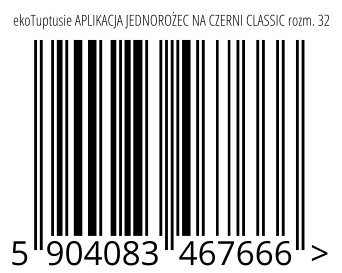 ekoTuptusie APLIKACJA JEDNOROŻEC NA CZERNI CLASSIC rozm. 32
5 904083 467666 >